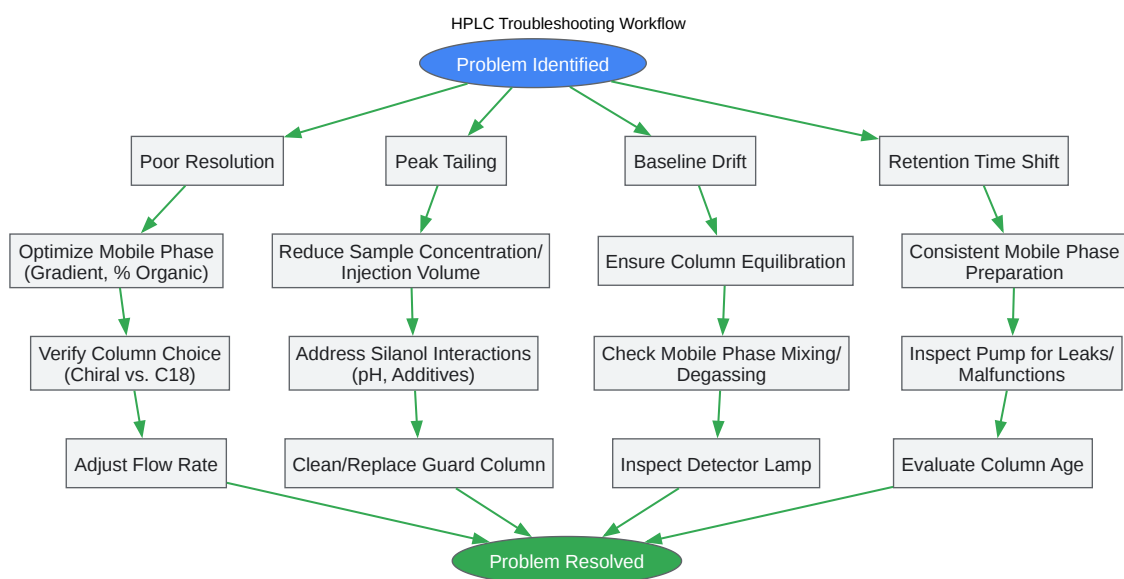 HPLC Troubleshooting Workflow
Problem Identified
Poor Resolution
Peak Tailing
Baseline Drift
Retention Time Shift
Optimize Mobile Phase
(Gradient, % Organic)
Reduce Sample Concentration/
Injection Volume
Ensure Column Equilibration
Consistent Mobile Phase
Preparation
Verify Column Choice
(Chiral vs. C18)
Address Silanol Interactions
(pH, Additives)
Check Mobile Phase Mixing/
Degassing
Inspect Pump for Leaks/
Malfunctions
Adjust Flow Rate
Clean/Replace Guard Column
Inspect Detector Lamp
Evaluate Column Age
Problem Resolved